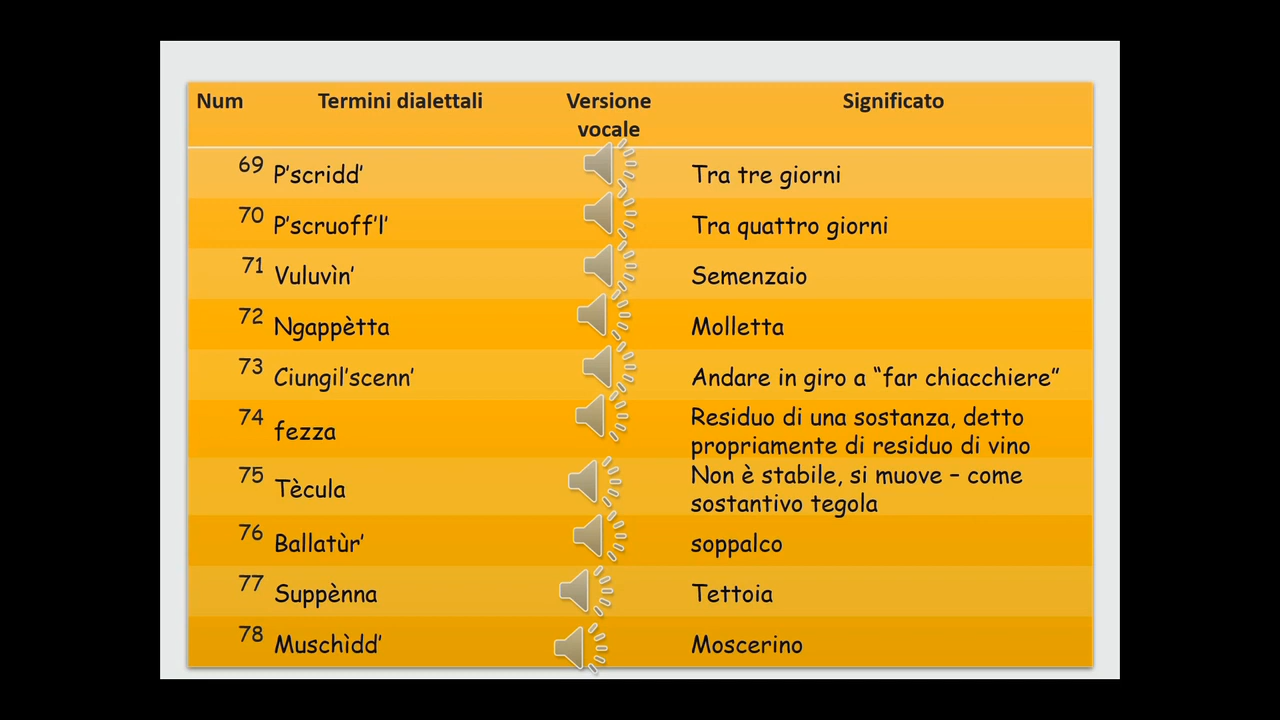 Num Termini dialettali Versione vocale Significato
69 P’scridd’ Tra tre giorni
70 P’scruoff’l’ Tra quattro giorni
71 Vuluvìn’ Semenzaio
72 Ngappètta Molletta
73 Ciungil’scenn’ Andare in giro a “far chiacchiere”
74 fezza Residuo di una sostanza, detto
propriamente di residuo di vino
75 Tècula Non è stabile, si muove – come
sostantivo tegola
76 Ballatùr’ soppalco
77 Suppènna Tettoia
78 Muschìdd’ Moscerino